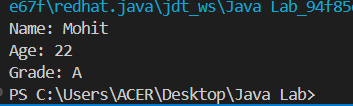 e67f\redhat.java\jdt_ws\Java Lab_94f85
Name: Mohit
Age: 22
Grade: A
PS C:\Users\ACER\Desktop\Java Lab>